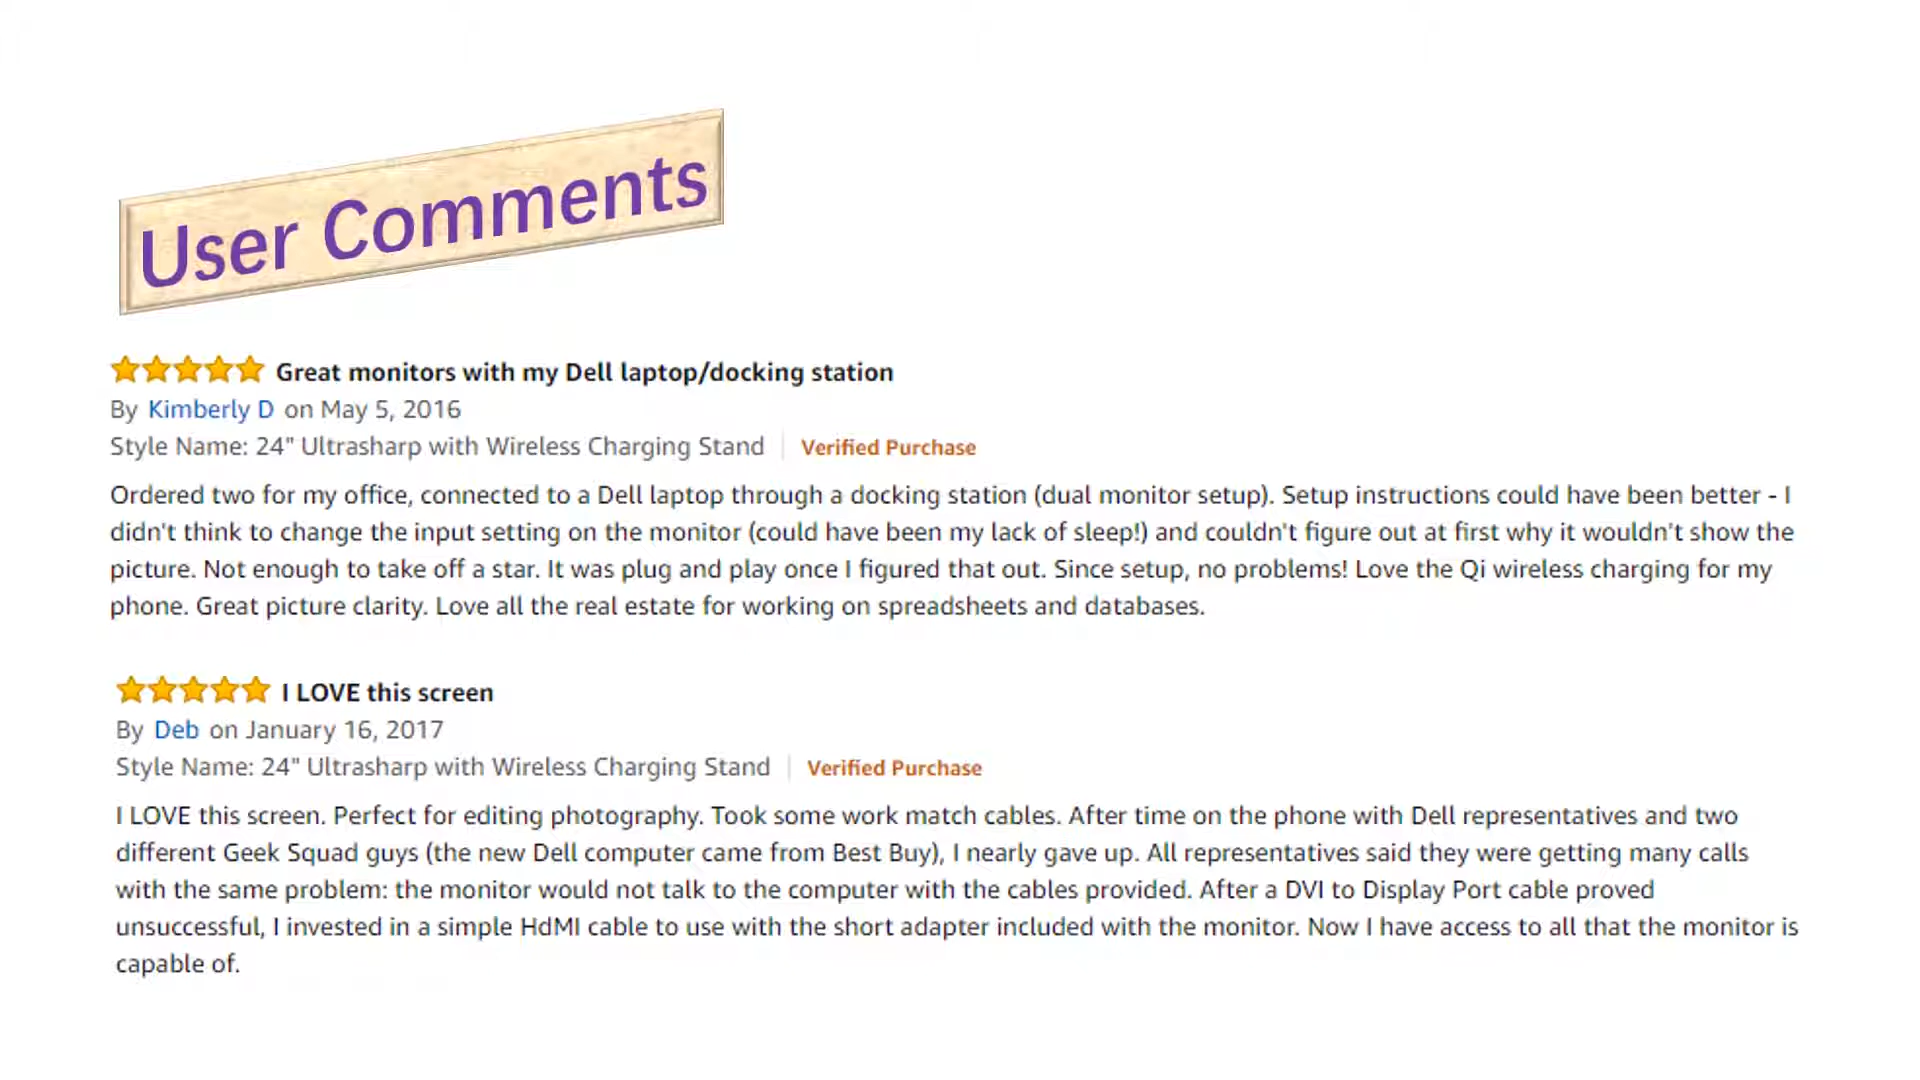 User Comments
Great monitors with my Dell laptop/docking station
By Kimberly D on May 5, 2016
Style Name: 24" Ultrasharp with Wireless Charging Stand | Verified Purchase
Ordered two for my office, connected to a Dell laptop through a docking station (dual monitor setup). Setup instructions could have been better - I
didn't think to change the input setting on the monitor (could have been my lack of sleep!) and couldn't figure out at first why it wouldn't show the
picture. Not enough to take off a star. It was plug and play once I figured that out. Since setup, no problems! Love the Qi wireless charging for my
phone. Great picture clarity. Love all the real estate for working on spreadsheets and databases.
I LOVE this screen
By Deb on January 16, 2017
Style Name: 24" Ultrasharp with Wireless Charging Stand | Verified Purchase
I LOVE this screen. Perfect for editing photography. Took some work match cables. After time on the phone with Dell representatives and two
different Geek Squad guys (the new Dell computer came from Best Buy), I nearly gave up. All representatives said they were getting many calls
with the same problem: the monitor would not talk to the computer with the cables provided. After a DVI to Display Port cable proved
unsuccessful, I invested in a simple HdMI cable to use with the short adapter included with the monitor. Now I have access to all that the monitor is
capable of.